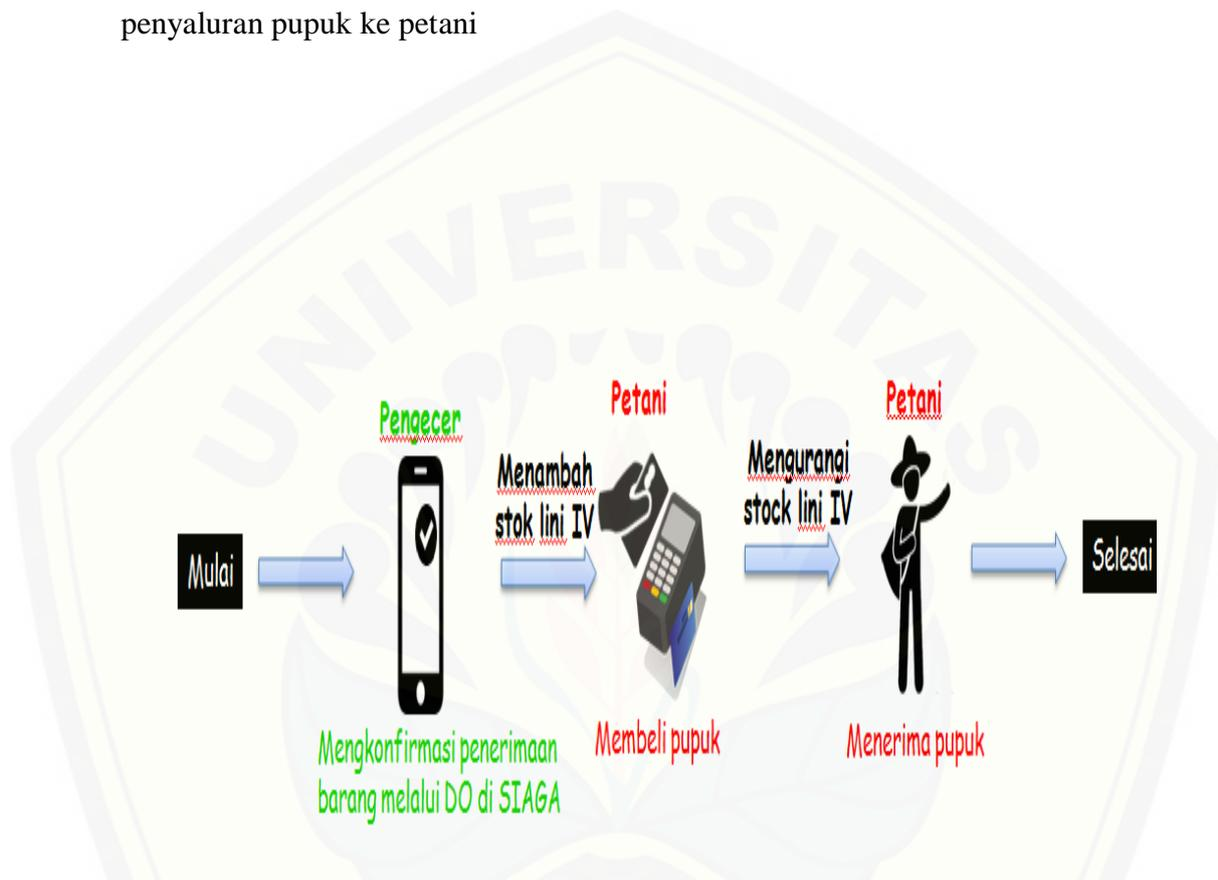 penyaluran pupuk ke petani
UNIVERSITAS
Mulai
Pengecer
Mengkonfirmasi penerimaan
barang melalui DO di SIAGA
Menambah
stok lini IV
Petani
Membeli pupuk
Mengurangi
stock lini IV
Petani
Menerima pupuk
Selesai